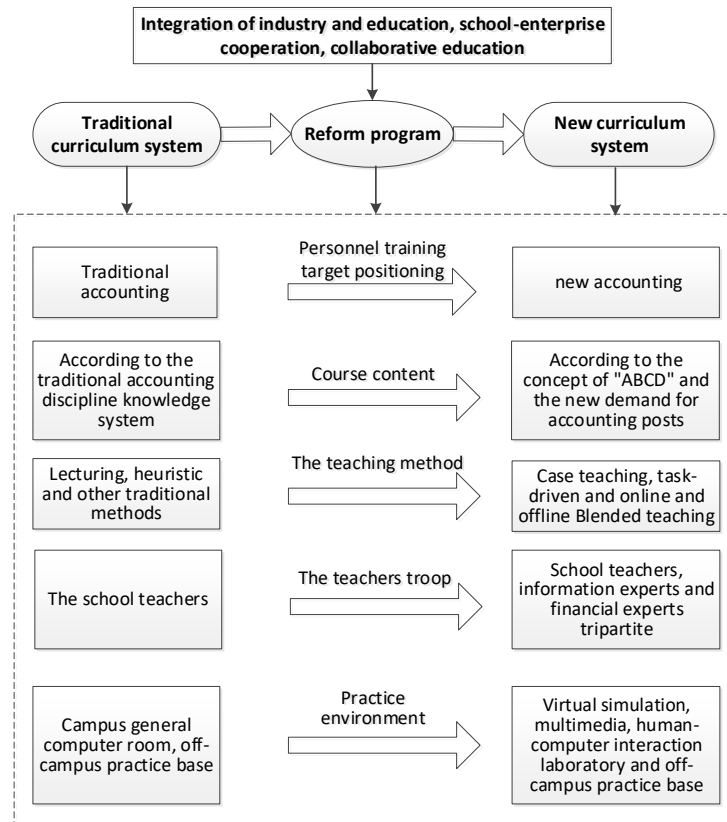 Integration of industry and education, school-enterprise
cooperation, collaborative education
Traditional
curriculum system
Reform program
New curriculum
system
Traditional
accounting
Personnel training
target positioning
new accounting
According to the
traditional accounting
discipline knowledge
system
Course content
According to the
concept of "ABCD" and
the new demand for
accounting posts
Lecturing, heuristic
and other traditional
methods
The teaching method
Case teaching, task-
driven and online and
offline Blended teaching
The school teachers
The teachers troop
School teachers,
information experts and
financial experts
tripartite
Campus general
computer room, off-
campus practice base
Practice
environment
Virtual simulation,
multimedia, human-
computer interaction
laboratory and off-
campus practice base